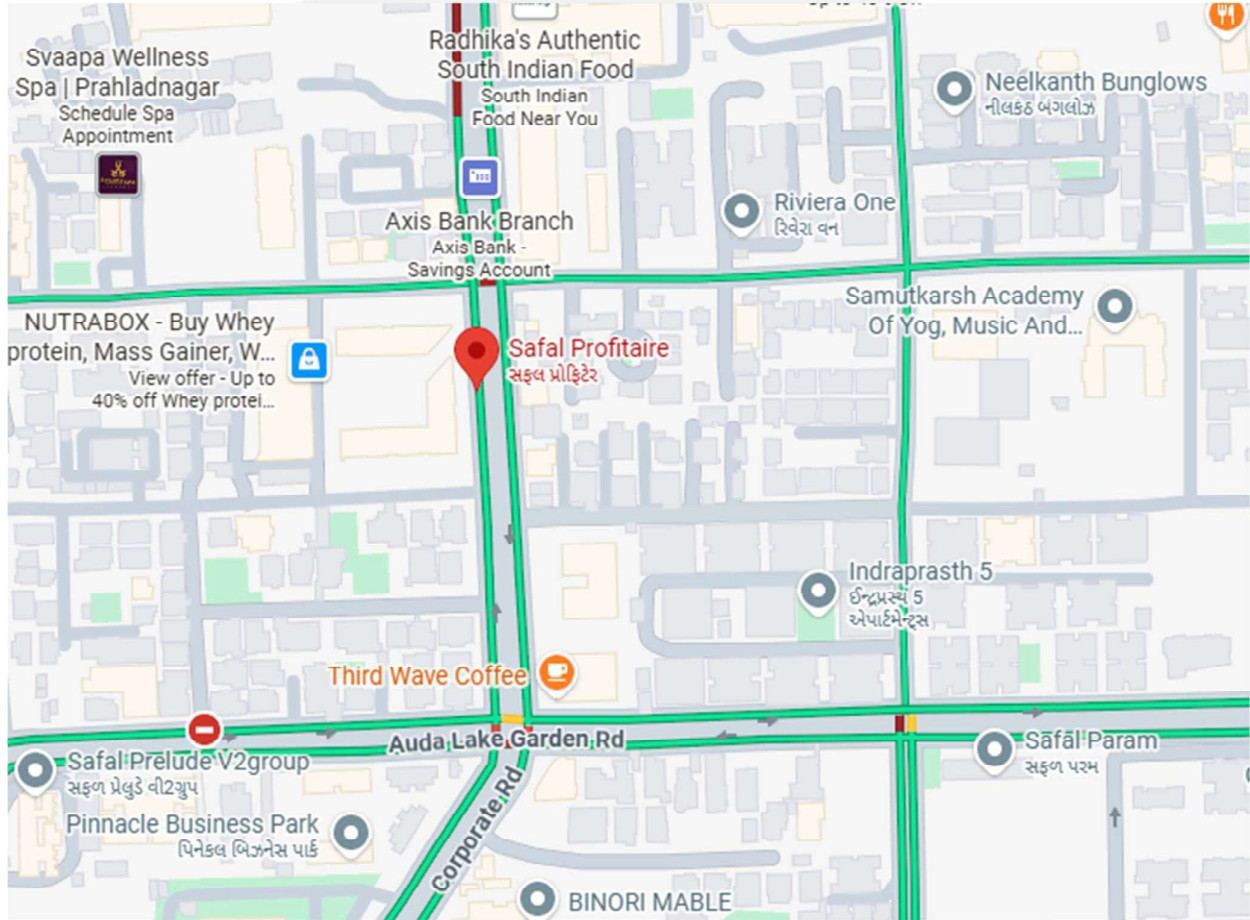 Svaapa Wellness
Spa | Prahladnagar
Schedule Spa
Appointment
Radhika's Authentic
South Indian Food
South Indian
Food Near You
Neelkanth Bunglows
નીલકંઠ બંગલોઝ
Riviera One
રિવેરા વન
Axis Bank Branch
Axis Bank -
Savings Account
Samutkarsh Academy
Of Yog, Music And...
NUTRABOX - Buy Whey
protein, Mass Gainer, W...
View offer - Up to
40% off Whey protei...
Safal Profitaire
સફલ પ્રોફિટેર
Indraprasth 5
ઈન્દ્રપ્રસ્થ 5
એપાર્ટમેન્ટ્સ
Third Wave Coffee
Auda Lake Garden Rd
Safal Prelude V2group
સફળ પ્રેલુડે વી2ગ્રુપ
Safal Param
સફળ પરમ
Pinnacle Business Park
પિનેકલ બિઝનેસ પાર્ક
Corporate Rd
BINORI MABLE